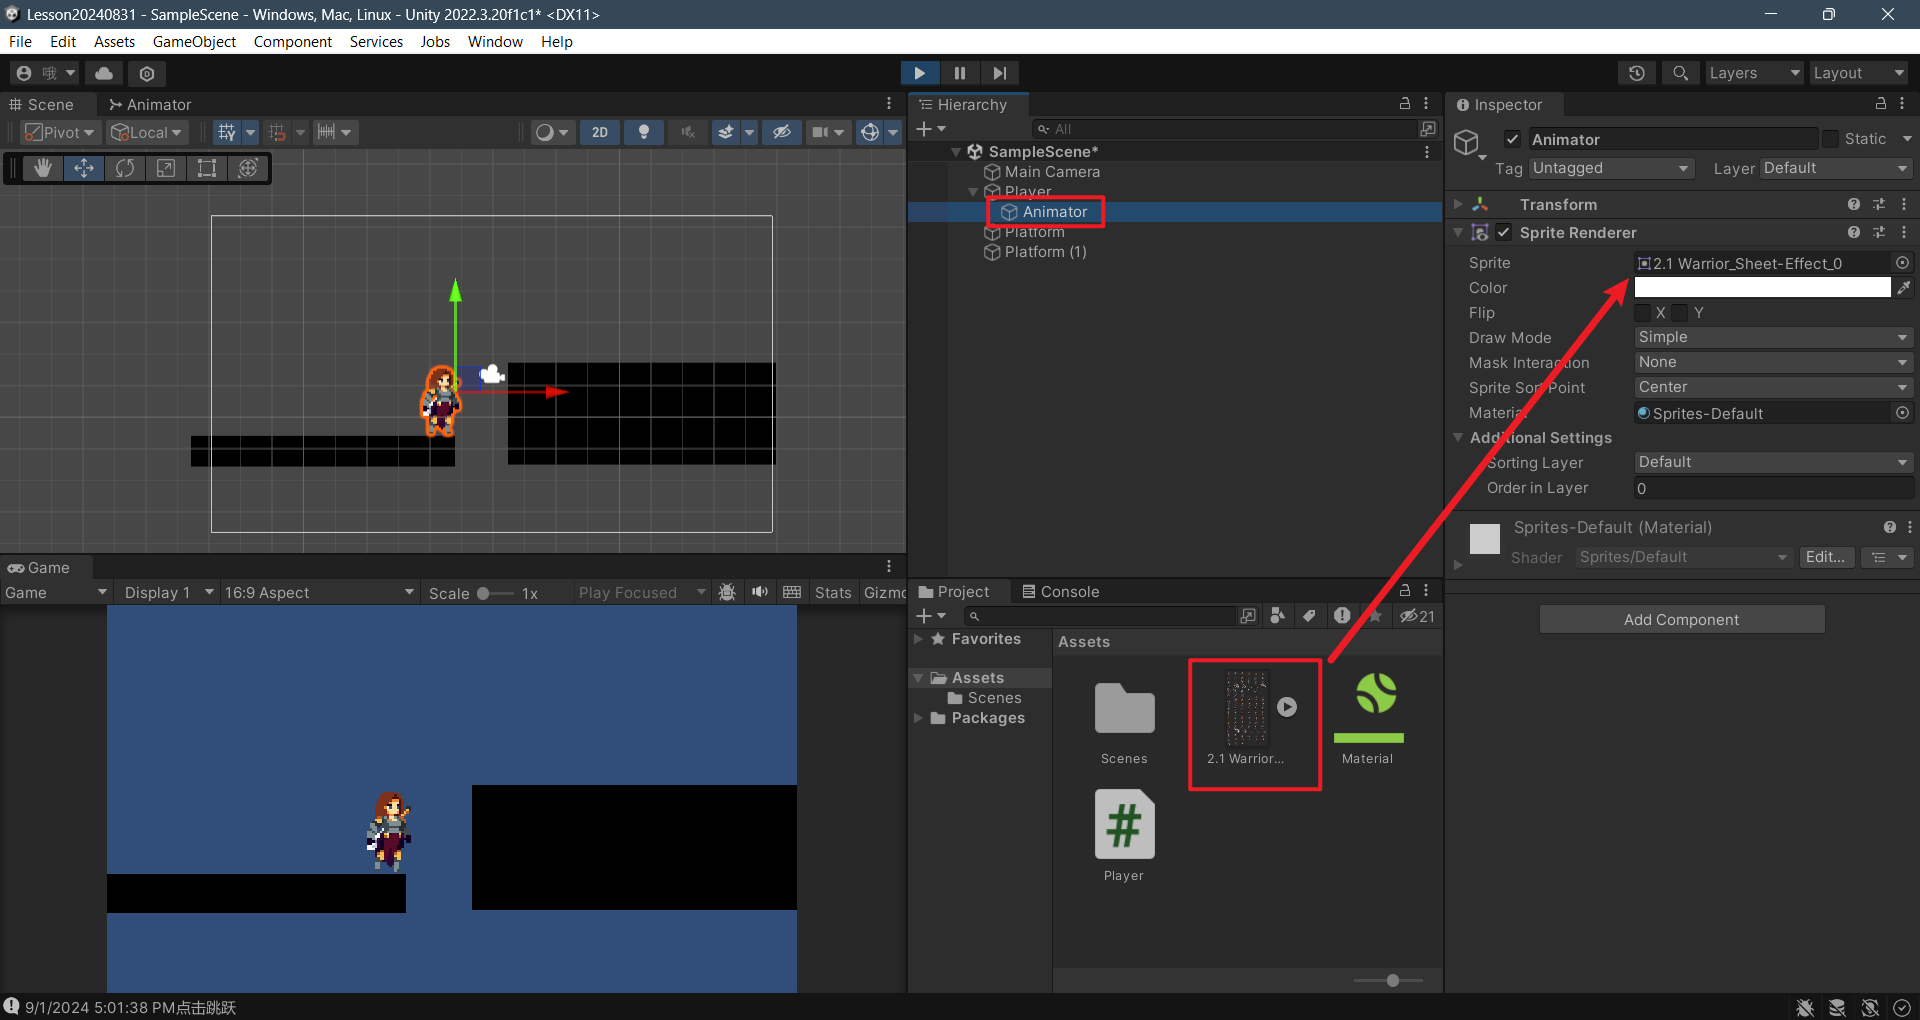 Lesson20240831 - SampleScene - Windows, Mac, Linux - Unity 2022.3.20f1c1* <DX11>
File Edit Assets GameObject Component Services Jobs Window Help
哦
Layers Layout
Scene Animator
Pivot Local 2D
Hierarchy
All
SampleScene*
Main Camera
Player
Animator
Platform
Platform (1)
Inspector
Animator Static
Tag Untagged Layer Default
Transform
Sprite Renderer
Sprite 2.1 Warrior_Sheet-Effect_0
Color
Flip X Y
Draw Mode Simple
Mask Interaction None
Sprite Sort Point Center
Material Sprites-Default
Additional Settings
Sorting Layer Default
Order in Layer 0
Sprites-Default (Material)
Shader Sprites/Default Edit...
Add Component
Game
Game Display 1 16:9 Aspect Scale 1x Play Focused Stats Gizmo
Project Console
21
Favorites
Assets
Scenes
Packages
Assets
Scenes
2.1 Warrior...
Material
#
Player
9/1/2024 5:01:38 PM点击跳跃